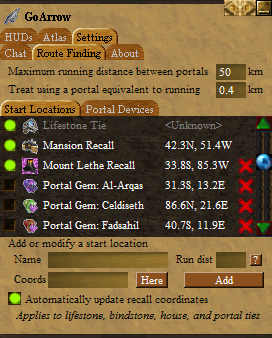 GoArrow
HUDs Atlas Settings
Chat Route Finding About
Maximum running distance between portals 50 km
Treat using a portal equivalent to running 0.4 km
Start Locations Portal Devices
Lifestone Tie <Unknown>
Mansion Recall 42.3N, 51.4W
Mount Lethe Recall 33.8S, 85.3W
Portal Gem: Al-Arqas 31.3S, 13.2E
Portal Gem: Celdiseth 86.6N, 21.6E
Portal Gem: Fadsahil 40.7S, 11.9E
Add or modify a start location
Name Run dist ?
Coords Here Add
Automatically update recall coordinates
Applies to lifestone, bindstone, house, and portal ties